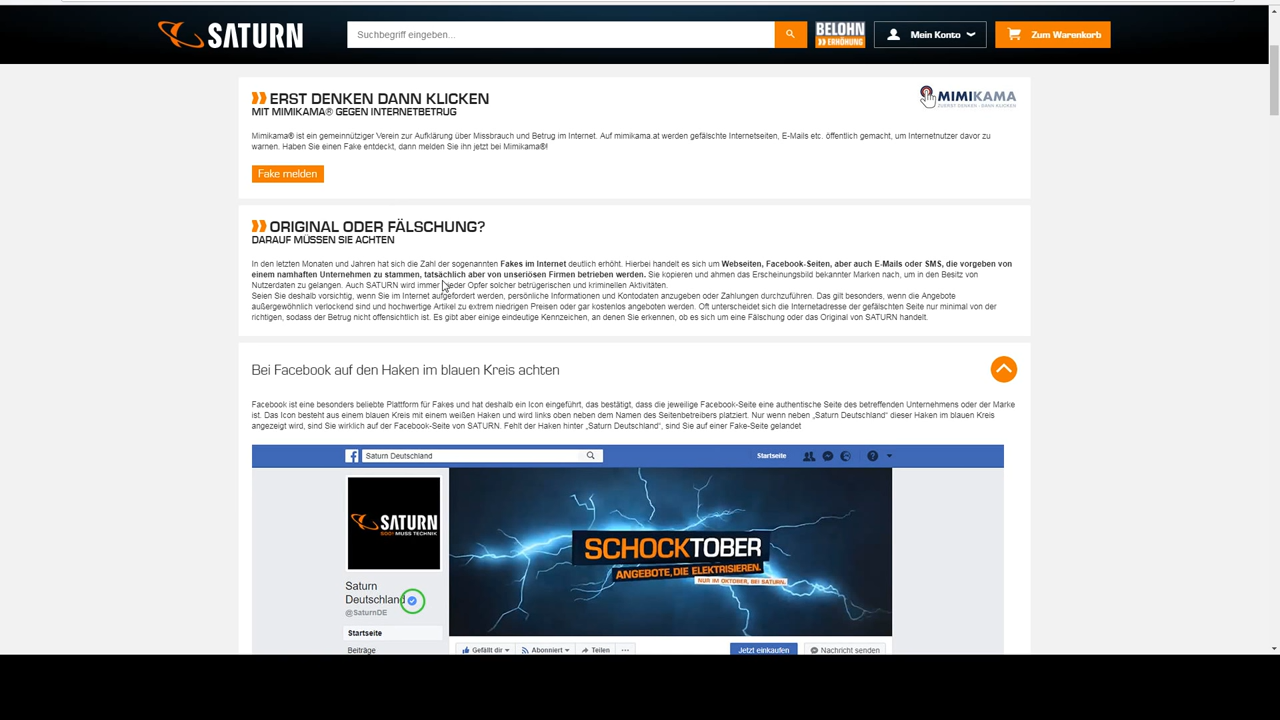 SATURN
Suchbegriff eingeben...
BELOHN
ERHÖHUNG
Mein Konto
Zum Warenkorb
ERST DENKEN DANN KLICKEN
MIT MIMIKAMA® GEGEN INTERNETBETRUG
MIMIKAMA
ZUERST DENKEN - DANN KLICKEN
Mimikama® ist ein gemeinnütziger Verein zur Aufklärung über Missbrauch und Betrug im Internet. Auf mimikama.at werden gefälschte Internetseiten, E-Mails etc. öffentlich gemacht, um Internetnutzer davor zu
warnen. Haben Sie einen Fake entdeckt, dann melden Sie ihn jetzt bei Mimikama®!
Fake melden
ORIGINAL ODER FÄLSCHUNG?
DARAUF MÜSSEN SIE ACHTEN
In den letzten Monaten und Jahren hat sich die Zahl der sogenannten Fakes im Internet deutlich erhöht. Hierbei handelt es sich um Webseiten, Facebook-Seiten, aber auch E-Mails oder SMS, die vorgeben von
einem namhaften Unternehmen zu stammen, tatsächlich aber von unseriösen Firmen betrieben werden. Sie kopieren und ahmen das Erscheinungsbild bekannter Marken nach, um in den Besitz von
Nutzerdaten zu gelangen. Auch SATURN wird immer wieder Opfer solcher betrügerischen und kriminellen Aktivitäten.
Seien Sie deshalb vorsichtig, wenn Sie im Internet aufgefordert werden, persönliche Informationen und Kontodaten anzugeben oder Zahlungen durchzuführen. Das gilt besonders, wenn die Angebote
außergewöhnlich verlockend sind und hochwertige Artikel zu extrem niedrigen Preisen oder gar kostenlos angeboten werden. Oft unterscheidet sich die Internetadresse der gefälschten Seite nur minimal von der
richtigen, sodass der Betrug nicht offensichtlich ist. Es gibt aber einige eindeutige Kennzeichen, an denen Sie erkennen, ob es sich um eine Fälschung oder das Original von SATURN handelt.
Bei Facebook auf den Haken im blauen Kreis achten
Facebook ist eine besonders beliebte Plattform für Fakes und hat deshalb ein Icon eingeführt, das bestätigt, dass die jeweilige Facebook-Seite eine authentische Seite des betreffenden Unternehmens oder der Marke
ist. Das Icon besteht aus einem blauen Kreis mit einem weißen Haken und wird links oben neben dem Namen des Seitenbetreibers platziert. Nur wenn neben „Saturn Deutschland" dieser Haken im blauen Kreis
angezeigt wird, sind Sie wirklich auf der Facebook-Seite von SATURN. Fehlt der Haken hinter „Saturn Deutschland", sind Sie auf einer Fake-Seite gelandet
Saturn Deutschland
Startseite
SATURN
SOO! MUSS TECHNIK
SCHOCKTOBER
ANGEBOTE, DIE ELEKTRISIEREN.
NUR IM OKTOBER, BEI SATURN.
Saturn
Deutschland
@SaturnDE
Startseite
Beiträge
Gefällt dir
Abonniert
Teilen
Jetzt einkaufen
Nachricht senden